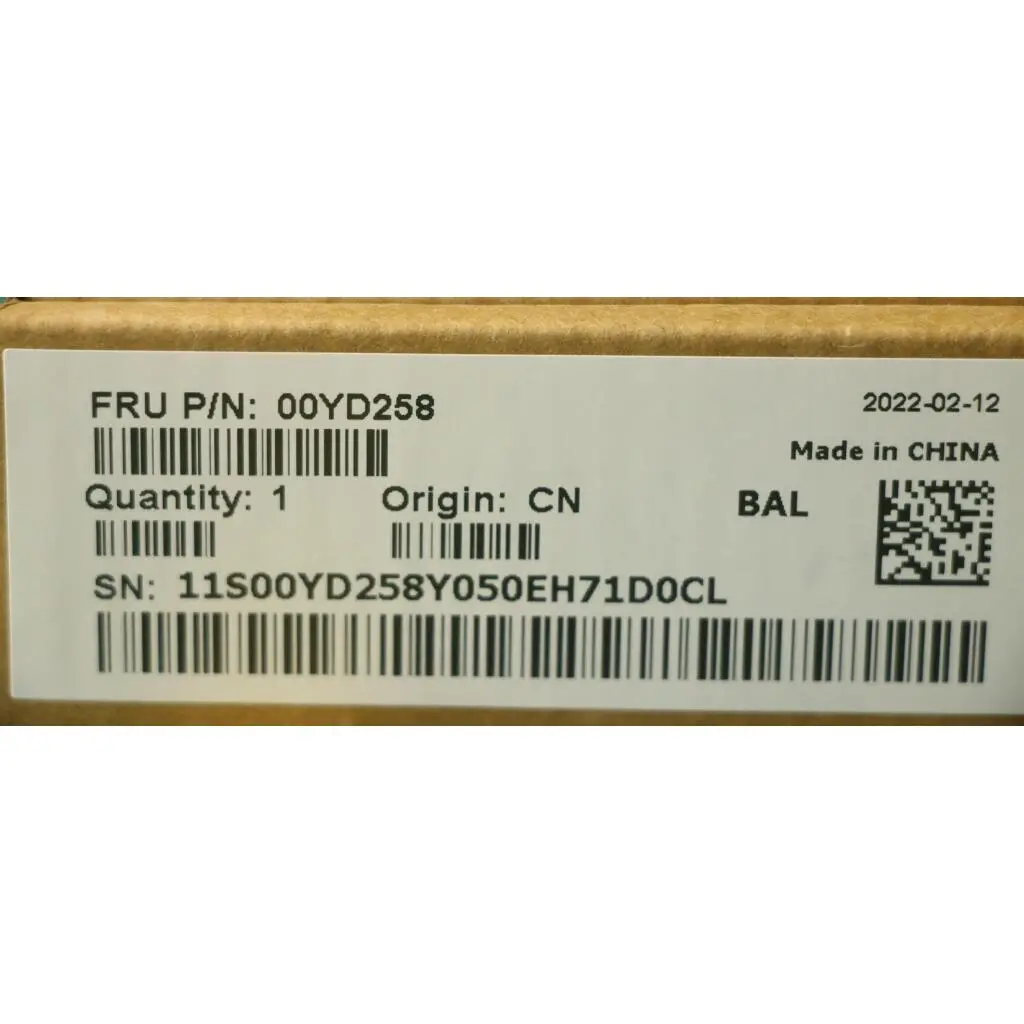 FRU P/N: 00YD258
2022-02-12
Made in CHINA
Quantity: 1 Origin: CN BAL
SN: 11S00YD258Y050EH71D0CL